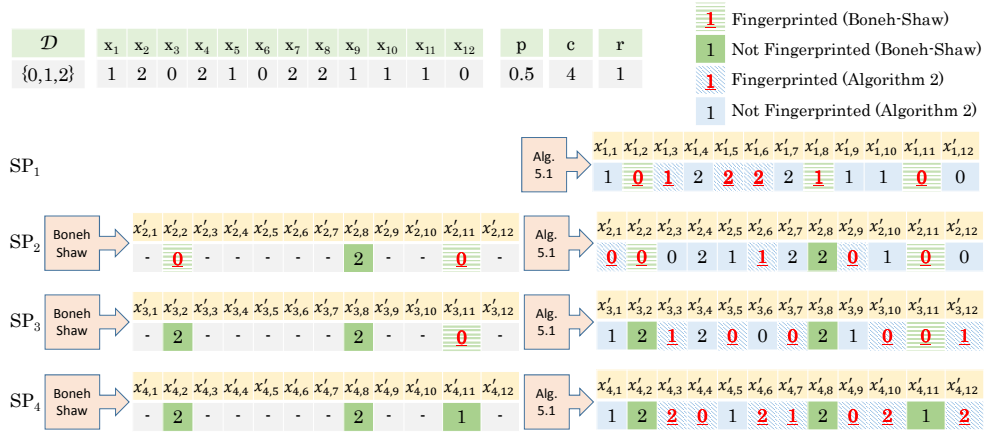 1 Fingerprinted (Boneh-Shaw)
𝒟 x₁ x₂ x₃ x₄ x₅ x₆ x₇ x₈ x₉ x₁₀ x₁₁ x₁₂ p c r
1 Not Fingerprinted (Boneh-Shaw)
{0,1,2} 1 2 0 2 1 0 2 2 1 1 1 0 0.5 4 1
1 Fingerprinted (Algorithm 2)
1 Not Fingerprinted (Algorithm 2)
SP₁
Alg.
5.1
x′1,1 x′1,2 x′1,3 x′1,4 x′1,5 x′1,6 x′1,7 x′1,8 x′1,9 x′1,10 x′1,11 x′1,12
1 0 1 2 2 2 2 1 1 1 0 0
SP₂
Boneh
Shaw
x′2,1 x′2,2 x′2,3 x′2,4 x′2,5 x′2,6 x′2,7 x′2,8 x′2,9 x′2,10 x′2,11 x′2,12
- 0 - - - - - 2 - - 0 -
Alg.
5.1
x′2,1 x′2,2 x′2,3 x′2,4 x′2,5 x′2,6 x′2,7 x′2,8 x′2,9 x′2,10 x′2,11 x′2,12
0 0 0 2 1 1 2 2 0 1 0 0
SP₃
Boneh
Shaw
x′3,1 x′3,2 x′3,3 x′3,4 x′3,5 x′3,6 x′3,7 x′3,8 x′3,9 x′3,10 x′3,11 x′3,12
- 2 - - - - - 2 - - 0 -
Alg.
5.1
x′3,1 x′3,2 x′3,3 x′3,4 x′3,5 x′3,6 x′3,7 x′3,8 x′3,9 x′3,10 x′3,11 x′3,12
1 2 1 2 0 0 0 2 1 0 0 1
SP₄
Boneh
Shaw
x′4,1 x′4,2 x′4,3 x′4,4 x′4,5 x′4,6 x′4,7 x′4,8 x′4,9 x′4,10 x′4,11 x′4,12
- 2 - - - - - 2 - - 1 -
Alg.
5.1
x′4,1 x′4,2 x′4,3 x′4,4 x′4,5 x′4,6 x′4,7 x′4,8 x′4,9 x′4,10 x′4,11 x′4,12
1 2 2 0 1 2 1 2 0 2 1 2